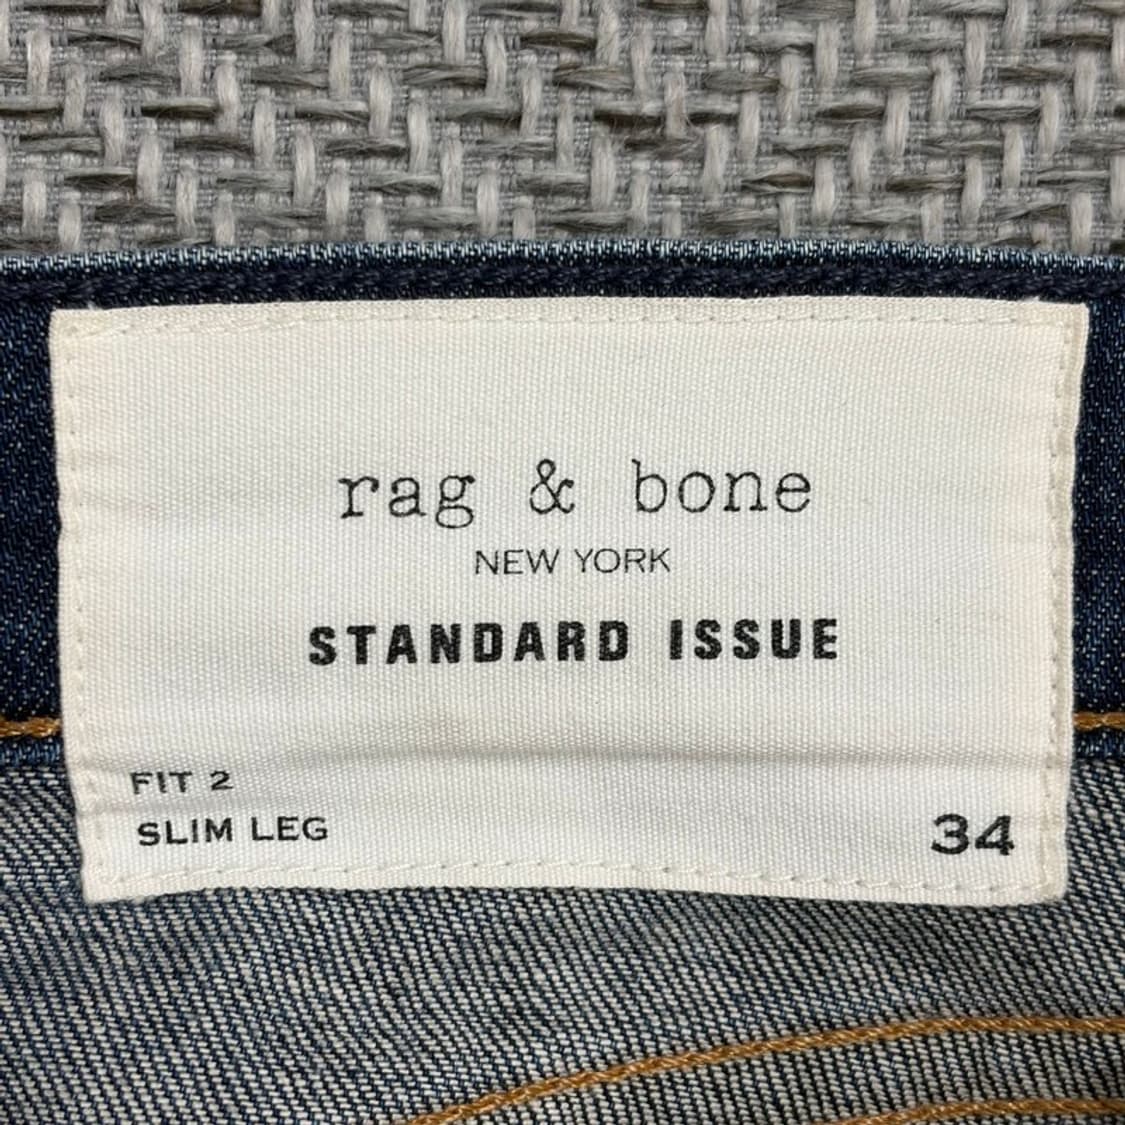 rag & bone
NEW YORK
STANDARD ISSUE
FIT 2
SLIM LEG
34